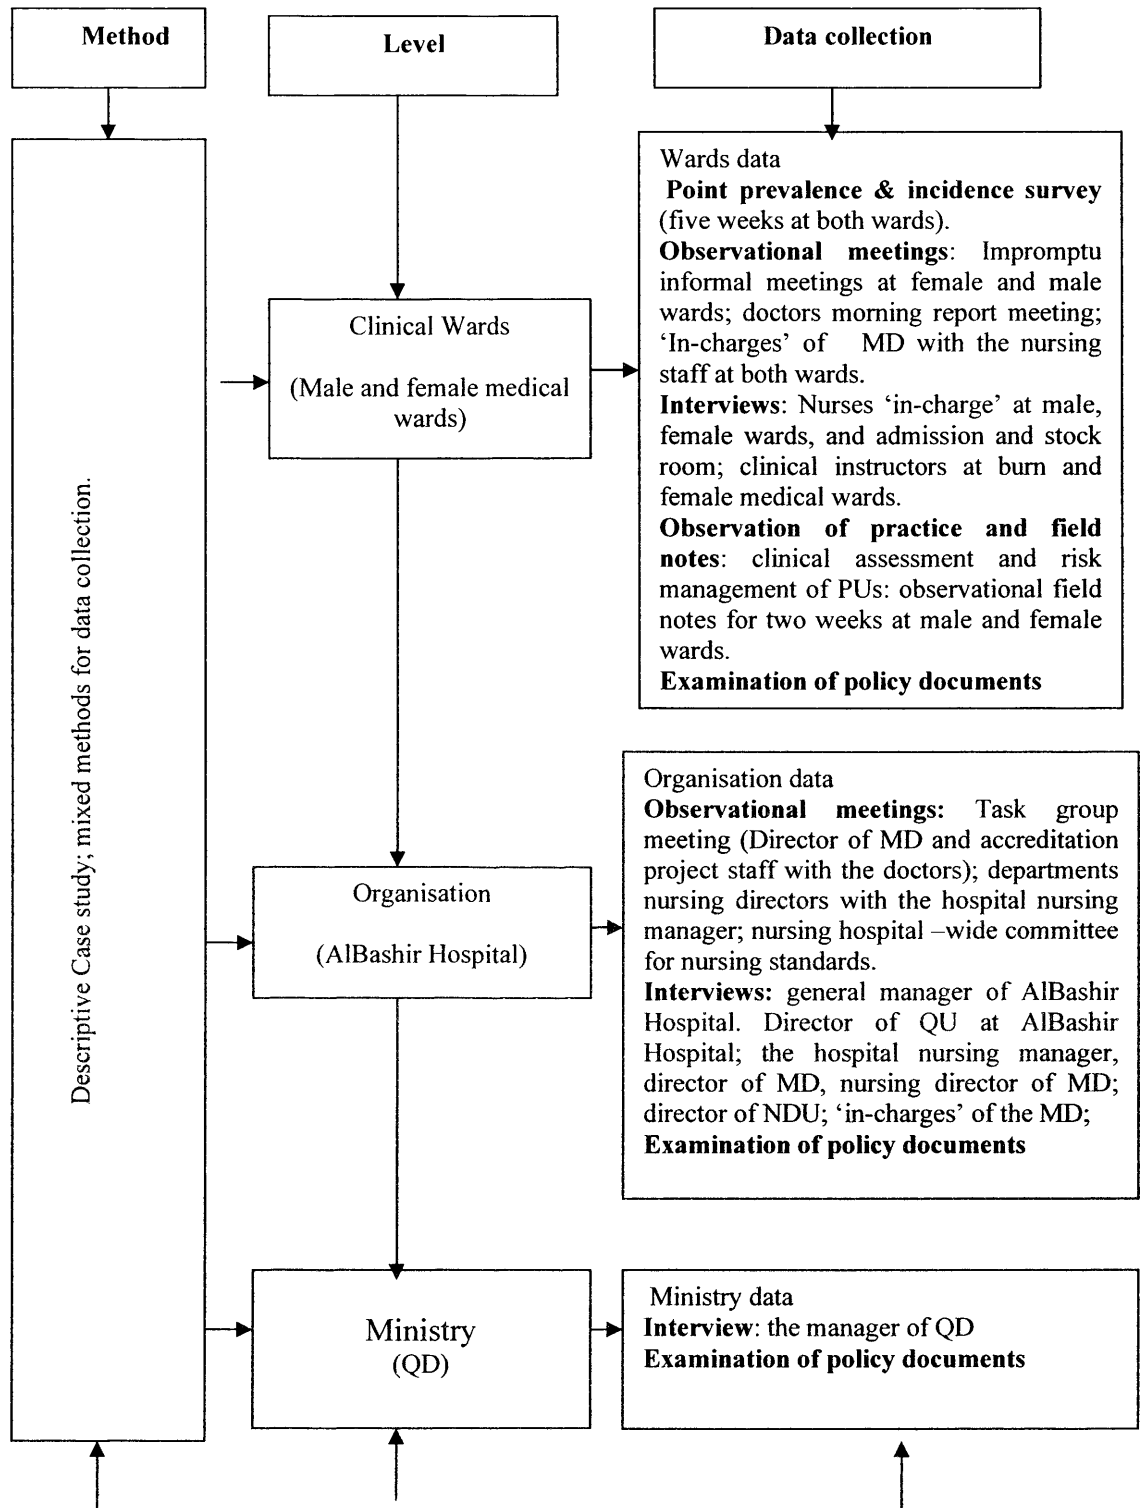 Method
Level
Data collection
Descriptive Case study; mixed methods for data collection.
Clinical Wards
(Male and female medical
wards)
Wards data
Point prevalence & incidence survey
(five weeks at both wards).
Observational meetings: Impromptu
informal meetings at female and male
wards; doctors morning report meeting;
‘In-charges’ of MD with the nursing
staff at both wards.
Interviews: Nurses ‘in-charge’ at male,
female wards, and admission and stock
room; clinical instructors at burn and
female medical wards.
Observation of practice and field
notes: clinical assessment and risk
management of PUs: observational field
notes for two weeks at male and female
wards.
Examination of policy documents
Organisation
(AlBashir Hospital)
Organisation data
Observational meetings: Task group
meeting (Director of MD and accreditation
project staff with the doctors); departments
nursing directors with the hospital nursing
manager; nursing hospital –wide committee
for nursing standards.
Interviews: general manager of AlBashir
Hospital. Director of QU at AlBashir
Hospital; the hospital nursing manager,
director of MD, nursing director of MD;
director of NDU; ‘in-charges’ of the MD;
Examination of policy documents
Ministry
(QD)
Ministry data
Interview: the manager of QD
Examination of policy documents